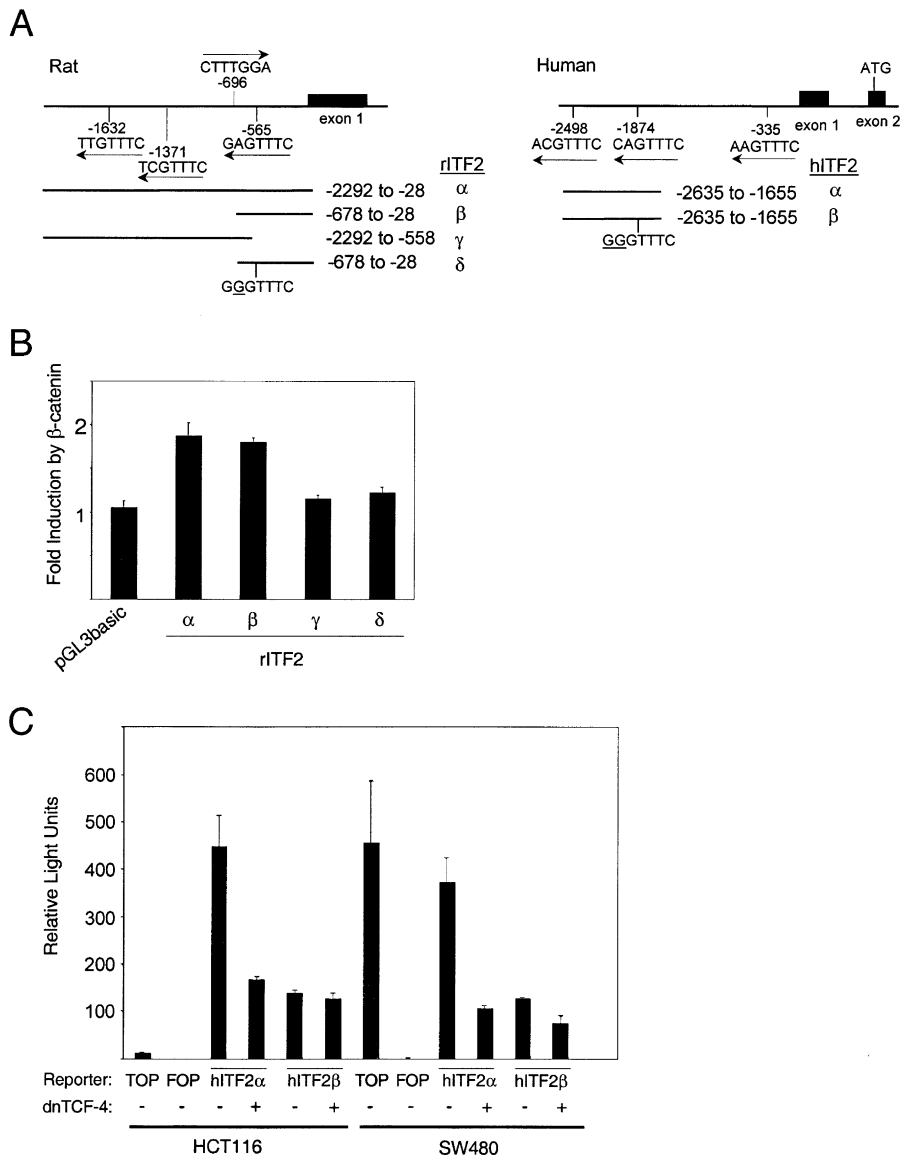 A
Rat
CTTTGGA
-696
exon 1
-1632
TTGTTTC
-1371
TCGTTTC
-565
GAGTTTC
rITF2
-2292 to -28 α
-678 to -28 β
-2292 to -558 γ
-678 to -28 δ
GGGTTTC
Human
ATG
exon 1
exon 2
-2498
ACGTTTC
-1874
CAGTTTC
-335
AAGTTTC
hITF2
-2635 to -1655 α
-2635 to -1655 β
GGGTTTC
B
Fold Induction by β-catenin
2
1
pGL3basic
α β γ δ
rITF2
C
Relative Light Units
600
500
400
300
200
100
Reporter: TOP FOP hITF2α hITF2β TOP FOP hITF2α hITF2β
dnTCF-4: - - - + - + - - - + - +
HCT116 SW480